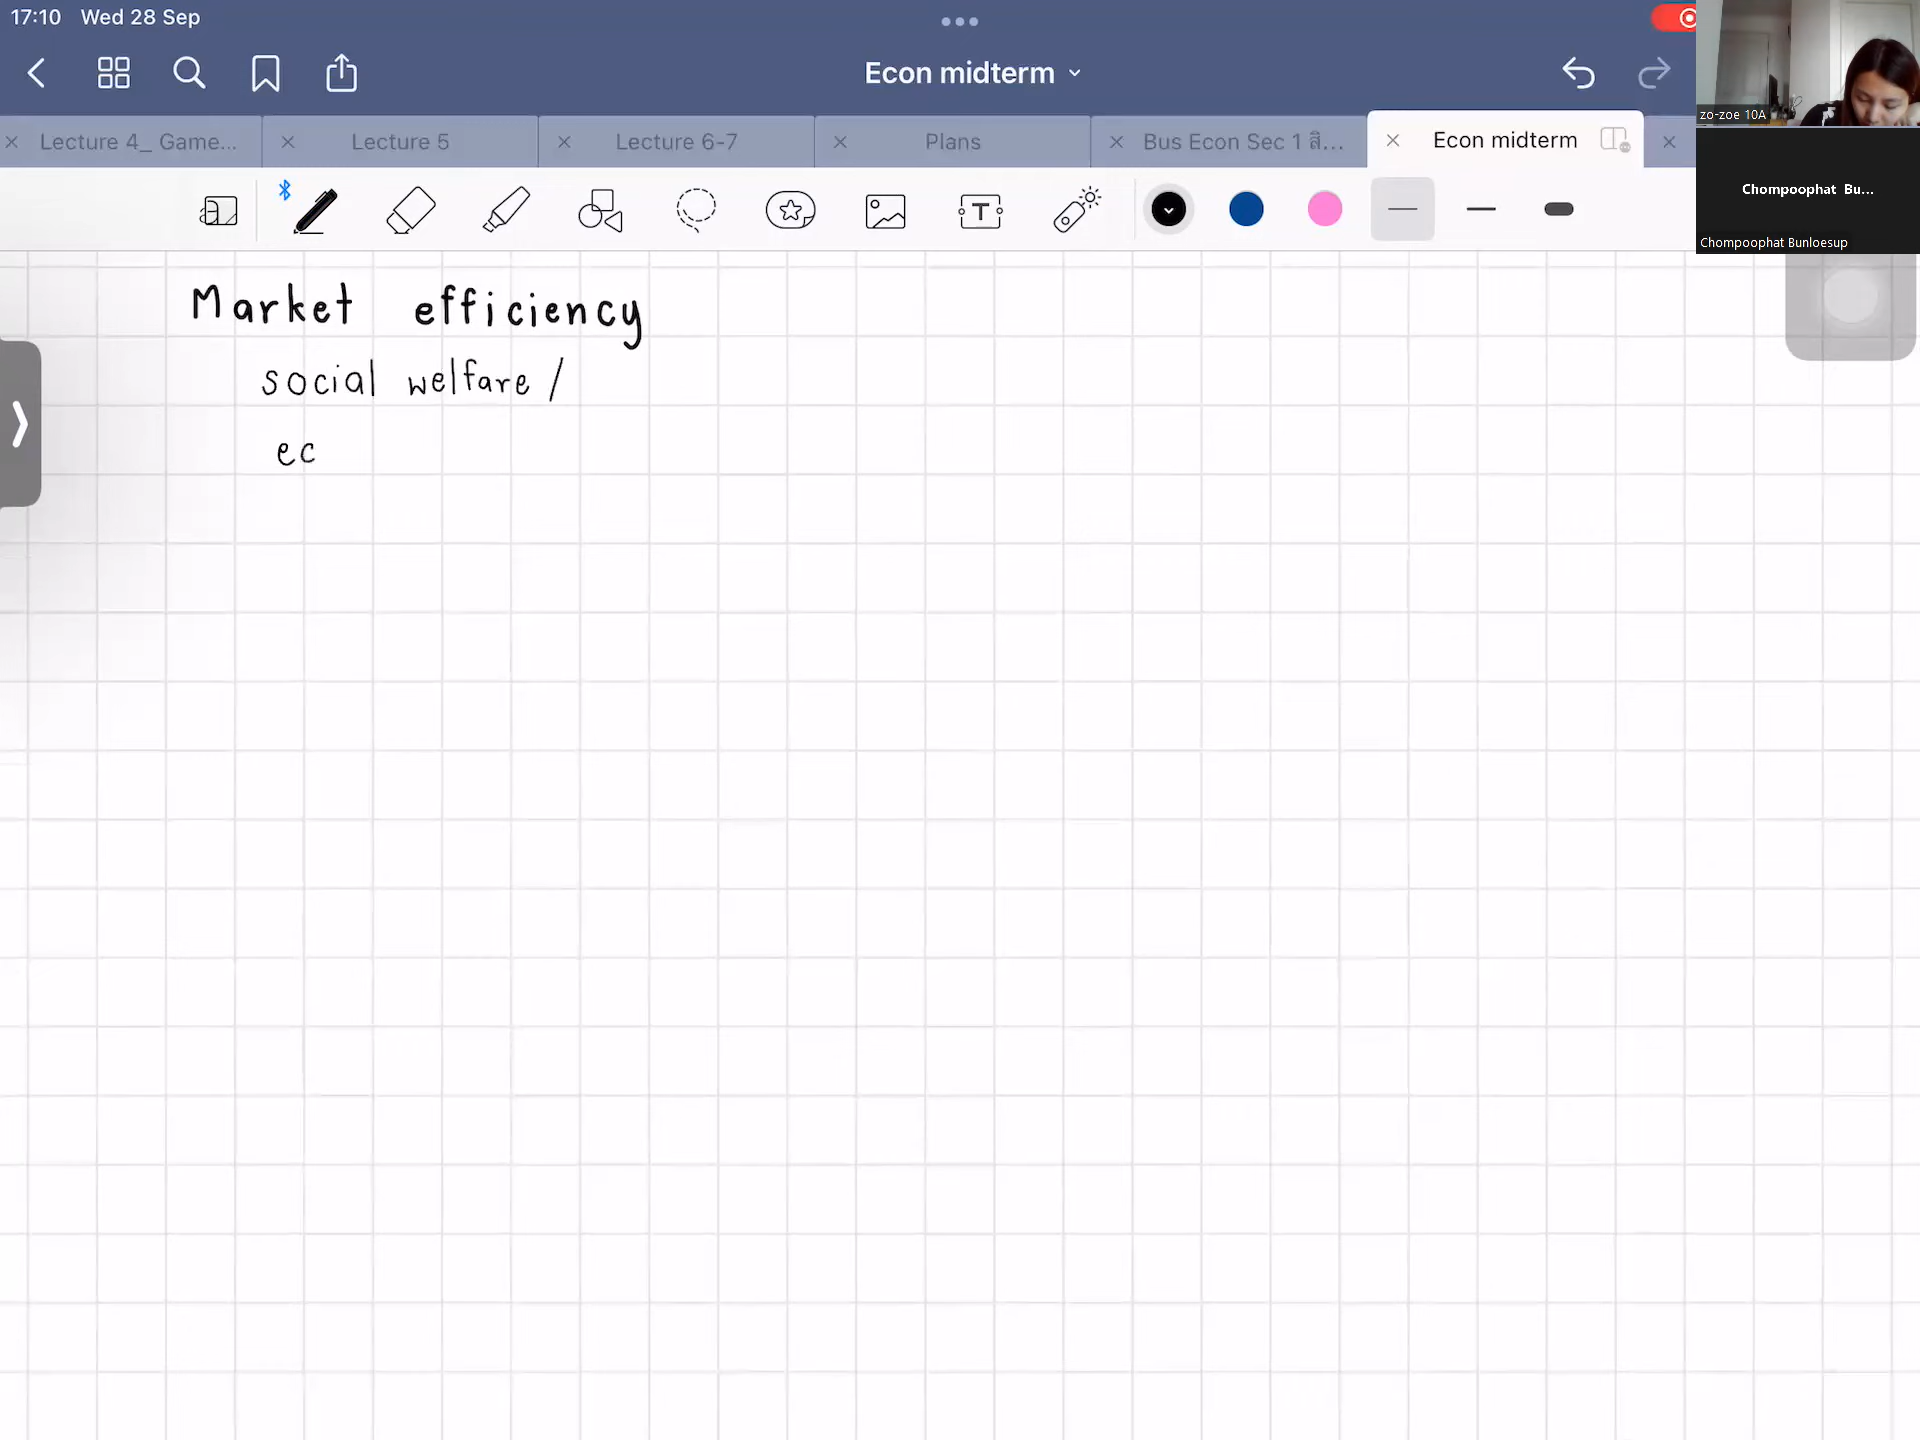 17:10 Wed 28 Sep
Econ midterm
zo-zoe 10A
Lecture 4_ Game...
Lecture 5
Lecture 6-7
Plans
Bus Econ Sec 1 สิ...
Econ midterm
Chompoophat Bu...
Chompoophat Bunloesup
Market efficiency
social welfare /
ec